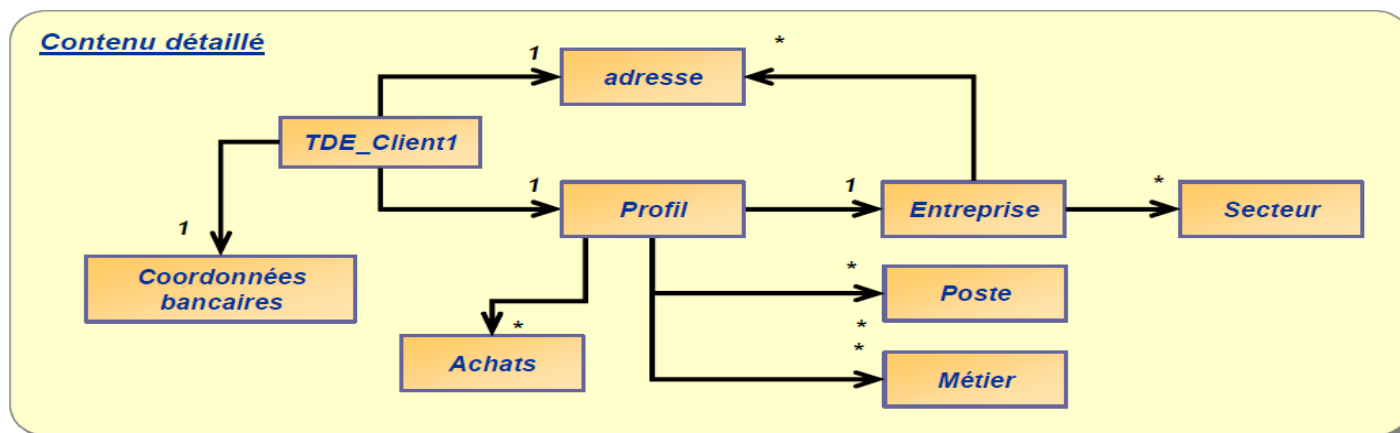 Contenu détaillé
1
*
adresse
TDE_Client1
1
1
*
Profil
Entreprise
Secteur
1
Coordonnées
bancaires
*
Poste
*
*
*
Achats
Métier